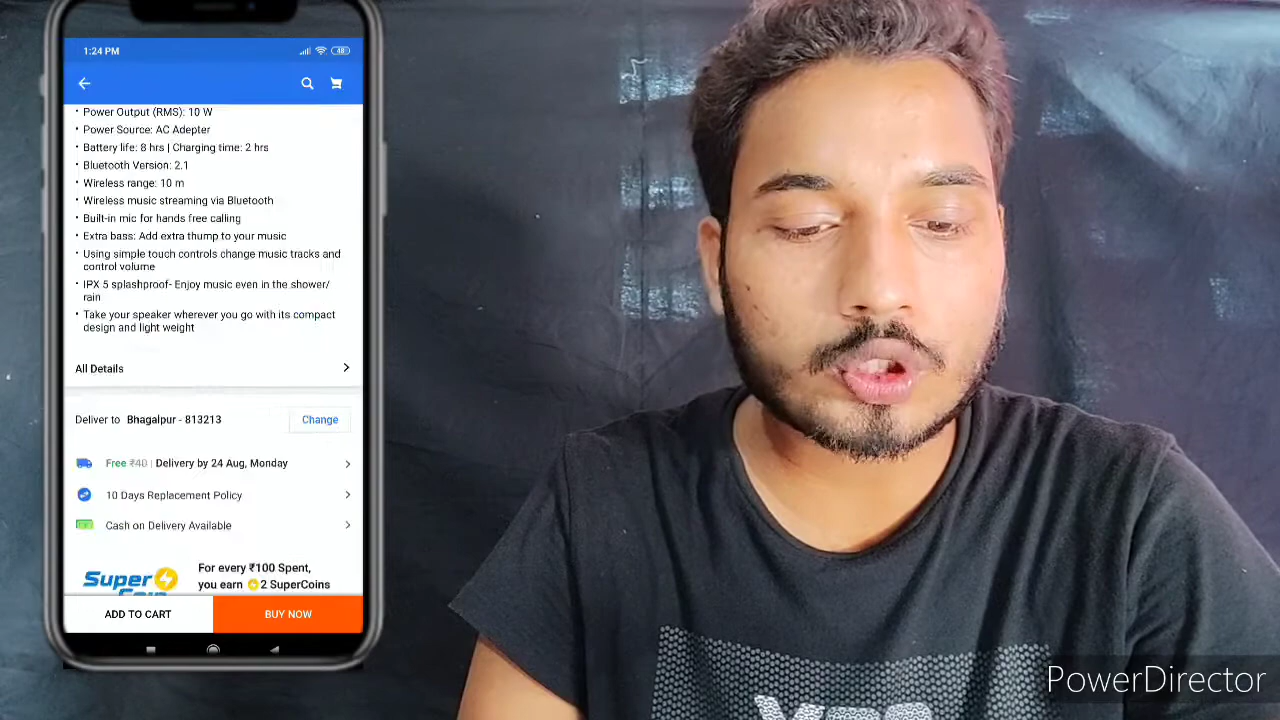 1:24 PM
48
• Power Output (RMS): 10 W
• Power Source: AC Adepter
• Battery life: 8 hrs | Charging time: 2 hrs
• Bluetooth Version: 2.1
• Wireless range: 10 m
• Wireless music streaming via Bluetooth
• Built-in mic for hands free calling
• Extra bass: Add extra thump to your music
• Using simple touch controls change music tracks and
control volume
• IPX 5 splashproof- Enjoy music even in the shower/
rain
• Take your speaker wherever you go with its compact
design and light weight
All Details
Deliver to Bhagalpur - 813213
Change
Free ₹40 | Delivery by 24 Aug, Monday
10 Days Replacement Policy
Cash on Delivery Available
Super
Coin
For every ₹100 Spent,
you earn 2 SuperCoins
ADD TO CART
BUY NOW
PowerDirector